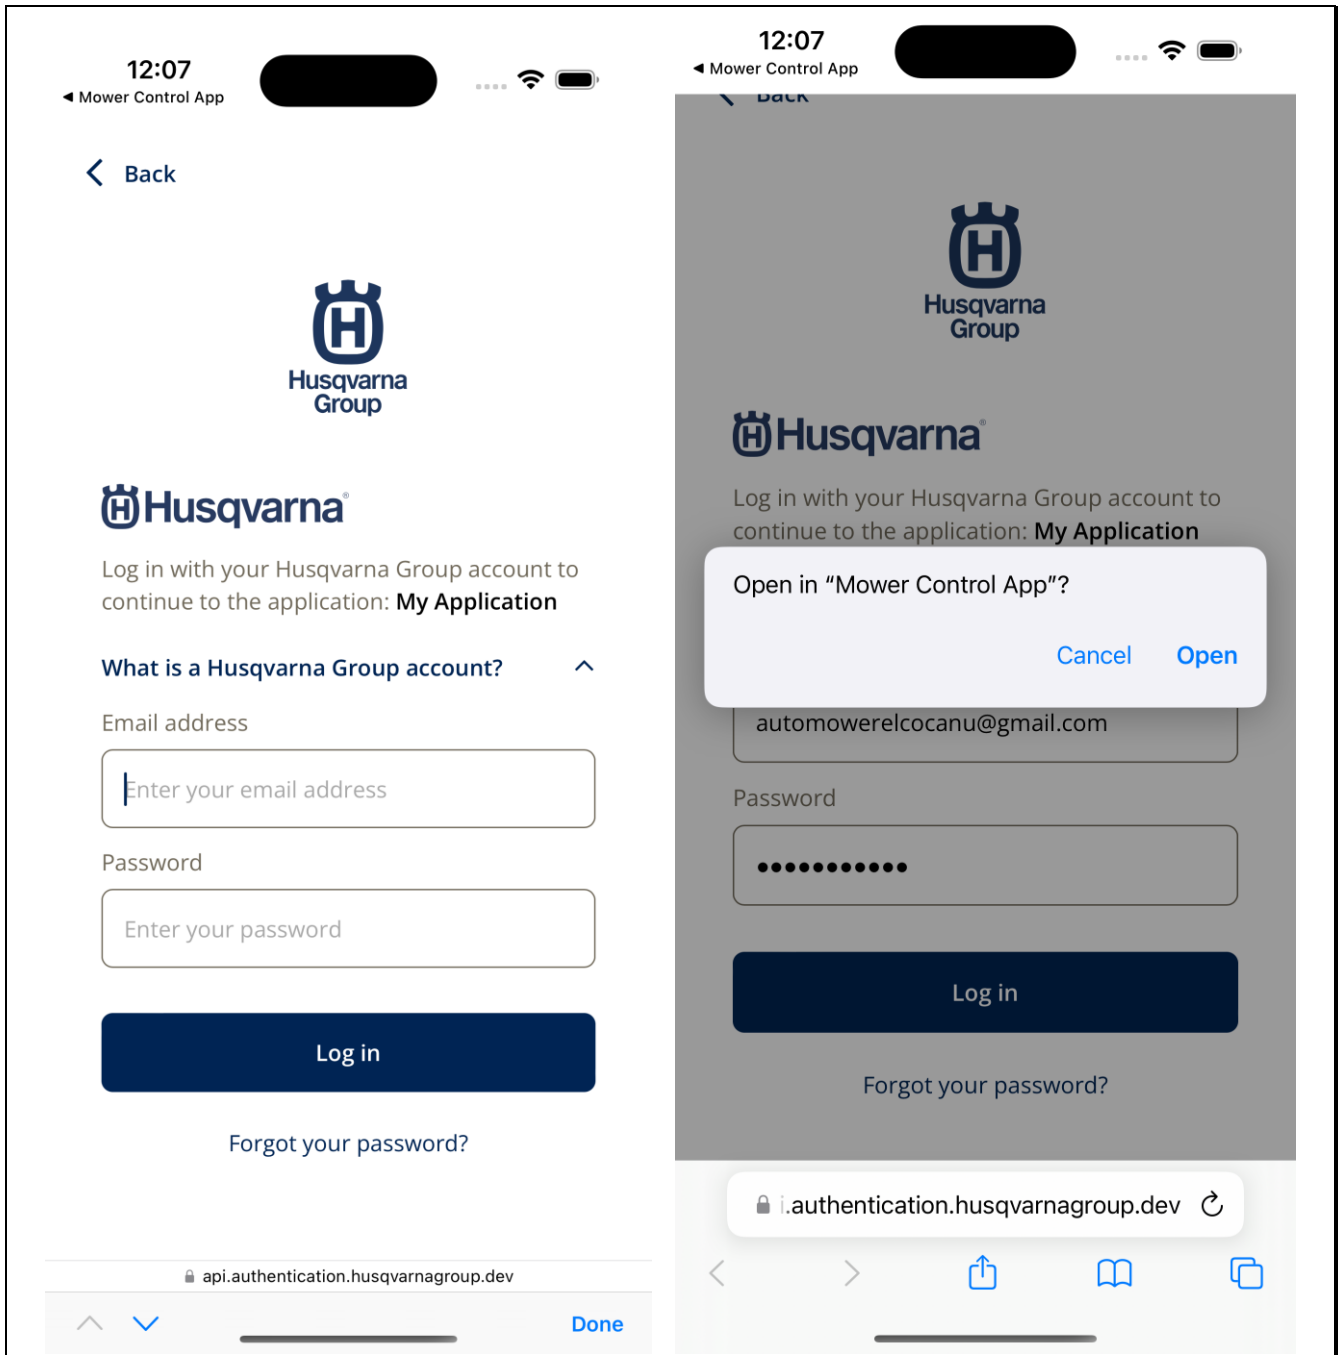 12:07
◀ Mower Control App
Back
Husqvarna
Group
Husqvarna®
Log in with your Husqvarna Group account to
continue to the application: My Application
What is a Husqvarna Group account?
Email address
Enter your email address
Password
Enter your password
Log in
Forgot your password?
api.authentication.husqvarnagroup.dev
Done
12:07
◀ Mower Control App
Back
Husqvarna
Group
Husqvarna®
Log in with your Husqvarna Group account to
continue to the application: My Application
Open in “Mower Control App”?
Cancel Open
automowerelcocanu@gmail.com
Password
•••••••••••
Log in
Forgot your password?
i.authentication.husqvarnagroup.dev